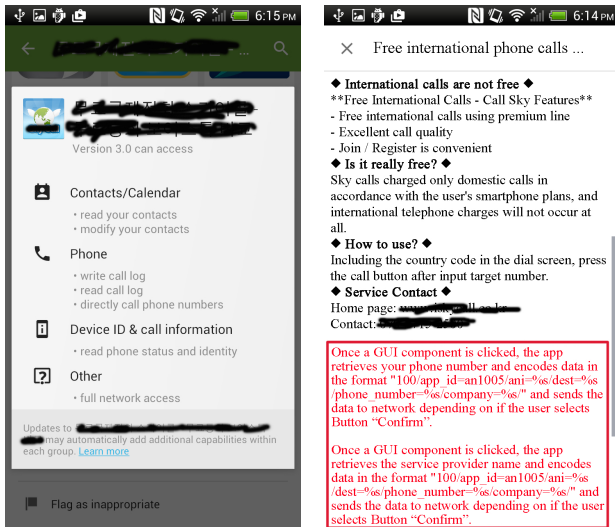 6:15 PM
...
Version 3.0 can access
Contacts/Calendar
• read your contacts
• modify your contacts
Phone
• write call log
• read call log
• directly call phone numbers
Device ID & call information
• read phone status and identity
Other
• full network access
Updates to
may automatically add additional capabilities within
each group. Learn more
Flag as inappropriate
6:14 PM
Free international phone calls ...
◆ International calls are not free ◆
**Free International Calls - Call Sky Features**
- Free international calls using premium line
- Excellent call quality
- Join / Register is convenient
◆ Is it really free? ◆
Sky calls charged only domestic calls in
accordance with the user's smartphone plans, and
international telephone charges will not occur at
all.
◆ How to use? ◆
Including the country code in the dial screen, press
the call button after input target number.
◆ Service Contact ◆
Home page:
Contact:
Once a GUI component is clicked, the app
retrieves your phone number and encodes data in
the format "100/app_id=an1005/ani=%s/dest=%s
/phone_number=%s/company=%s/" and sends the
data to network depending on if the user selects
Button “Confirm”.
Once a GUI component is clicked, the app
retrieves the service provider name and encodes
data in the format "100/app_id=an1005/ani=%s
/dest=%s/phone_number=%s/company=%s/" and
sends the data to network depending on if the user
selects Button “Confirm”.